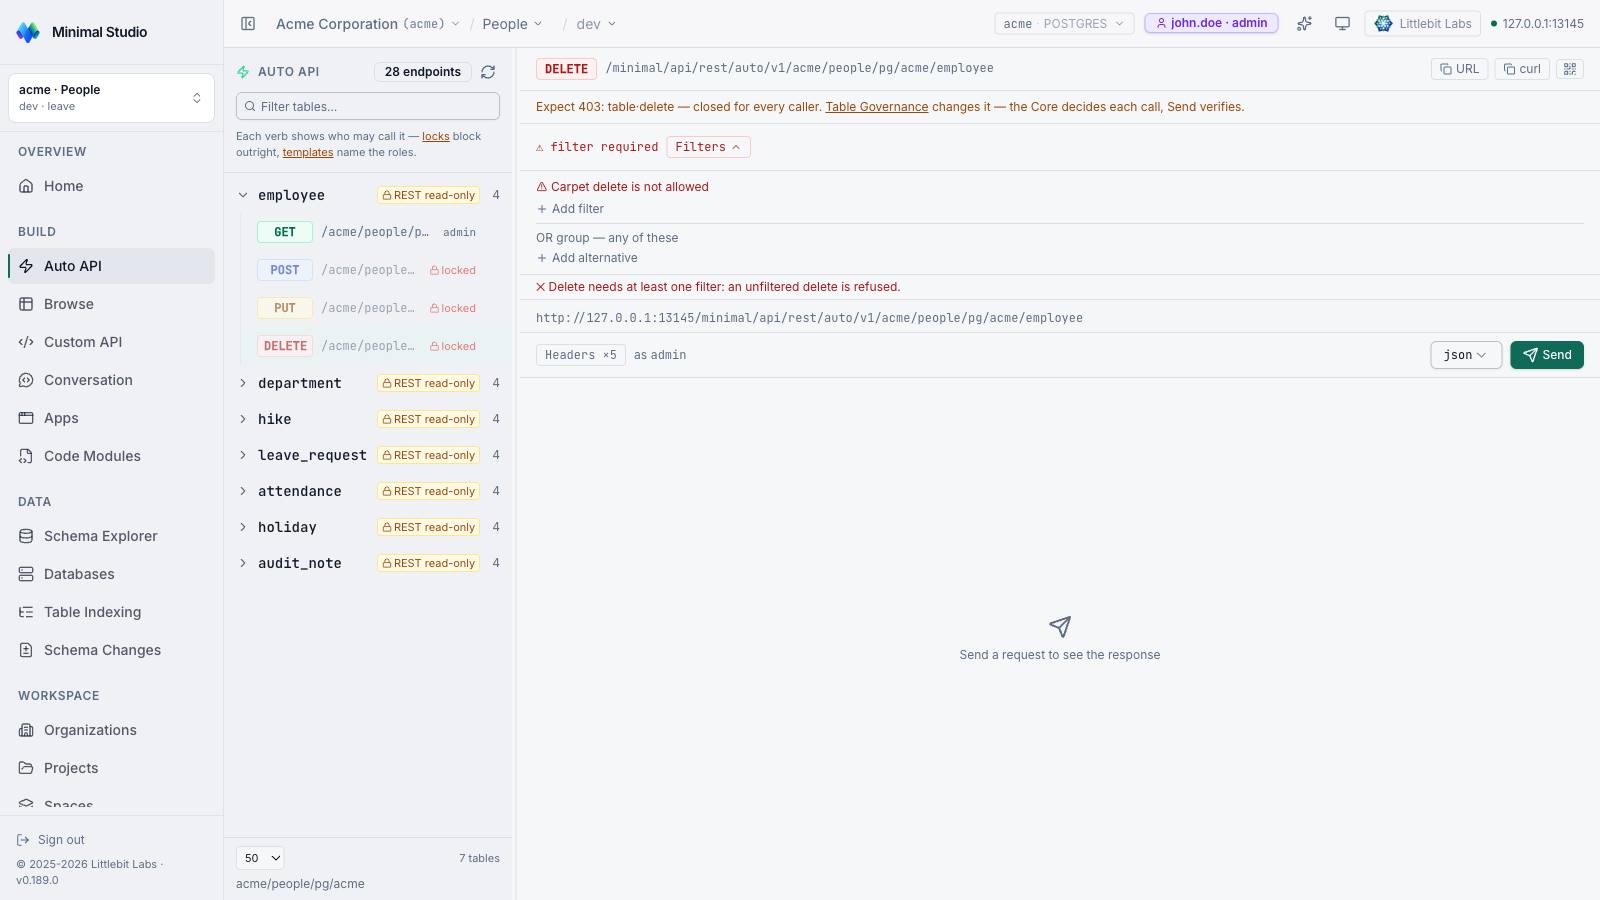 Minimal Studio
acme · People
dev · leave
OVERVIEW
Home
BUILD
Auto API
Browse
Custom API
Conversation
Apps
Code Modules
DATA
Schema Explorer
Databases
Table Indexing
Schema Changes
WORKSPACE
Organizations
Projects
Spaces
Sign out
© 2025-2026 Littlebit Labs ·
v0.189.0
Acme Corporation (acme) / People / dev
acme · POSTGRES
john.doe · admin
Littlebit Labs
127.0.0.1:13145
AUTO API
28 endpoints
Filter tables...
Each verb shows who may call it — locks block
outright, templates name the roles.
employee REST read-only 4
GET /acme/people/p... admin
POST /acme/people... locked
PUT /acme/people... locked
DELETE /acme/people... locked
department REST read-only 4
hike REST read-only 4
leave_request REST read-only 4
attendance REST read-only 4
holiday REST read-only 4
audit_note REST read-only 4
50
7 tables
acme/people/pg/acme
DELETE /minimal/api/rest/auto/v1/acme/people/pg/acme/employee
URL
curl
Expect 403: table·delete — closed for every caller. Table Governance changes it — the Core decides each call, Send verifies.
⚠ filter required Filters
Carpet delete is not allowed
+ Add filter
OR group — any of these
+ Add alternative
Delete needs at least one filter: an unfiltered delete is refused.
http://127.0.0.1:13145/minimal/api/rest/auto/v1/acme/people/pg/acme/employee
Headers ×5 as admin
json
Send
Send a request to see the response